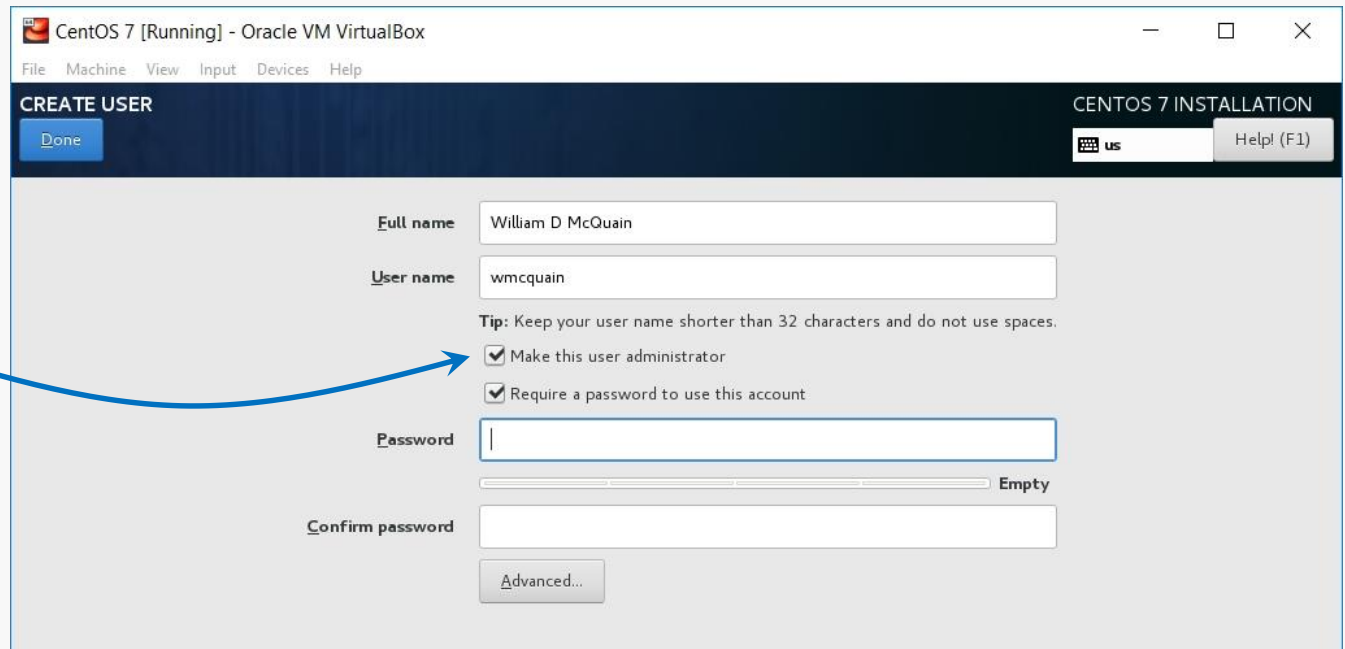 CentOS 7 [Running] - Oracle VM VirtualBox
File Machine View Input Devices Help
CREATE USER
CENTOS 7 INSTALLATION
Done
us
Help! (F1)
Full name William D McQuain
User name wmcquain
Tip: Keep your user name shorter than 32 characters and do not use spaces.
Make this user administrator
Require a password to use this account
Password
Empty
Confirm password
Advanced...